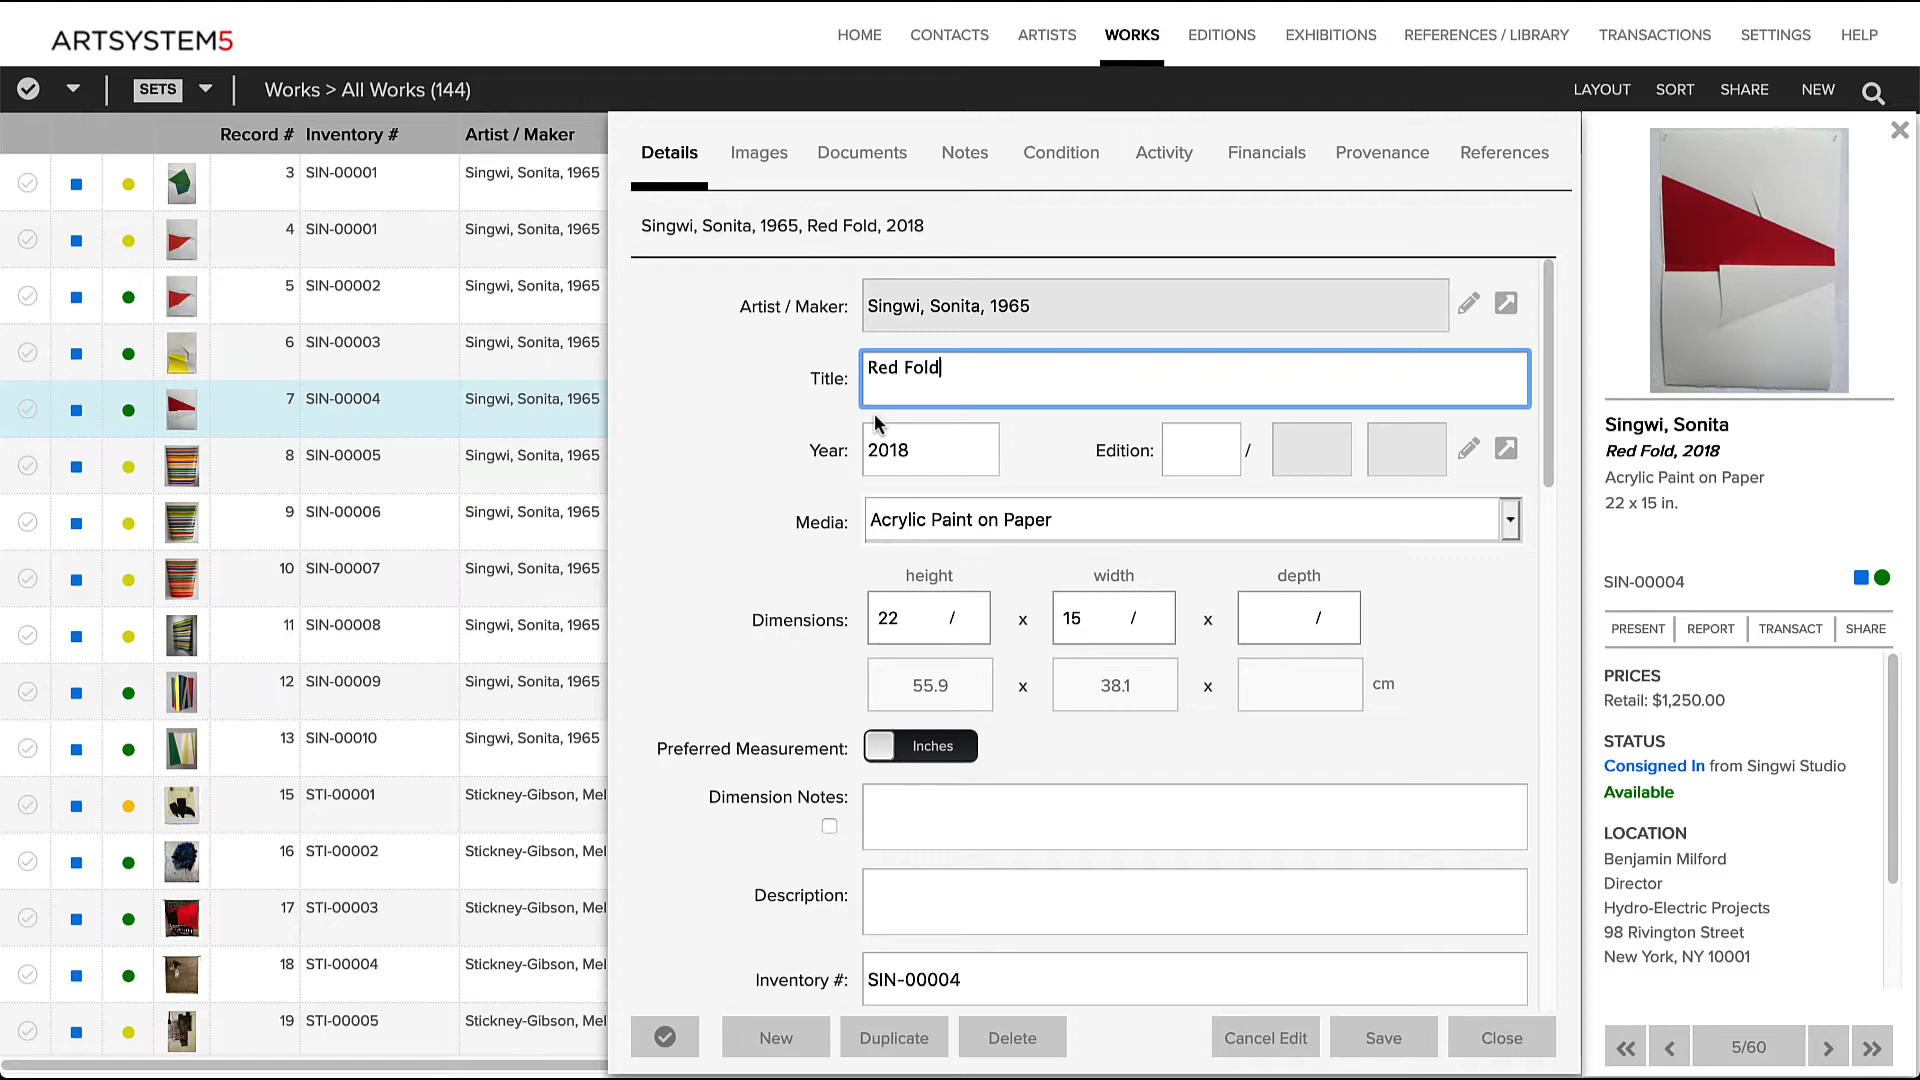 ARTSYSTEM5
HOME CONTACTS ARTISTS WORKS EDITIONS EXHIBITIONS REFERENCES / LIBRARY TRANSACTIONS SETTINGS HELP
SETS Works > All Works (144) LAYOUT SORT SHARE NEW
Record # Inventory # Artist / Maker
3 SIN-00001 Singwi, Sonita, 1965
4 SIN-00001 Singwi, Sonita, 1965
5 SIN-00002 Singwi, Sonita, 1965
6 SIN-00003 Singwi, Sonita, 1965
7 SIN-00004 Singwi, Sonita, 1965
8 SIN-00005 Singwi, Sonita, 1965
9 SIN-00006 Singwi, Sonita, 1965
10 SIN-00007 Singwi, Sonita, 1965
11 SIN-00008 Singwi, Sonita, 1965
12 SIN-00009 Singwi, Sonita, 1965
13 SIN-00010 Singwi, Sonita, 1965
15 STI-00001 Stickney-Gibson, Mel
16 STI-00002 Stickney-Gibson, Mel
17 STI-00003 Stickney-Gibson, Mel
18 STI-00004 Stickney-Gibson, Mel
19 STI-00005 Stickney-Gibson, Mel
Details Images Documents Notes Condition Activity Financials Provenance References
Singwi, Sonita, 1965, Red Fold, 2018
Artist / Maker: Singwi, Sonita, 1965
Title: Red Fold
Year: 2018 Edition: /
Media: Acrylic Paint on Paper
height width depth
Dimensions: 22 / x 15 / x /
55.9 x 38.1 x cm
Preferred Measurement: Inches
Dimension Notes:
Description:
Inventory #: SIN-00004
New Duplicate Delete Cancel Edit Save Close
Singwi, Sonita
Red Fold, 2018
Acrylic Paint on Paper
22 x 15 in.
SIN-00004
PRESENT REPORT TRANSACT SHARE
PRICES
Retail: $1,250.00
STATUS
Consigned In from Singwi Studio
Available
LOCATION
Benjamin Milford
Director
Hydro-Electric Projects
98 Rivington Street
New York, NY 10001
5/60